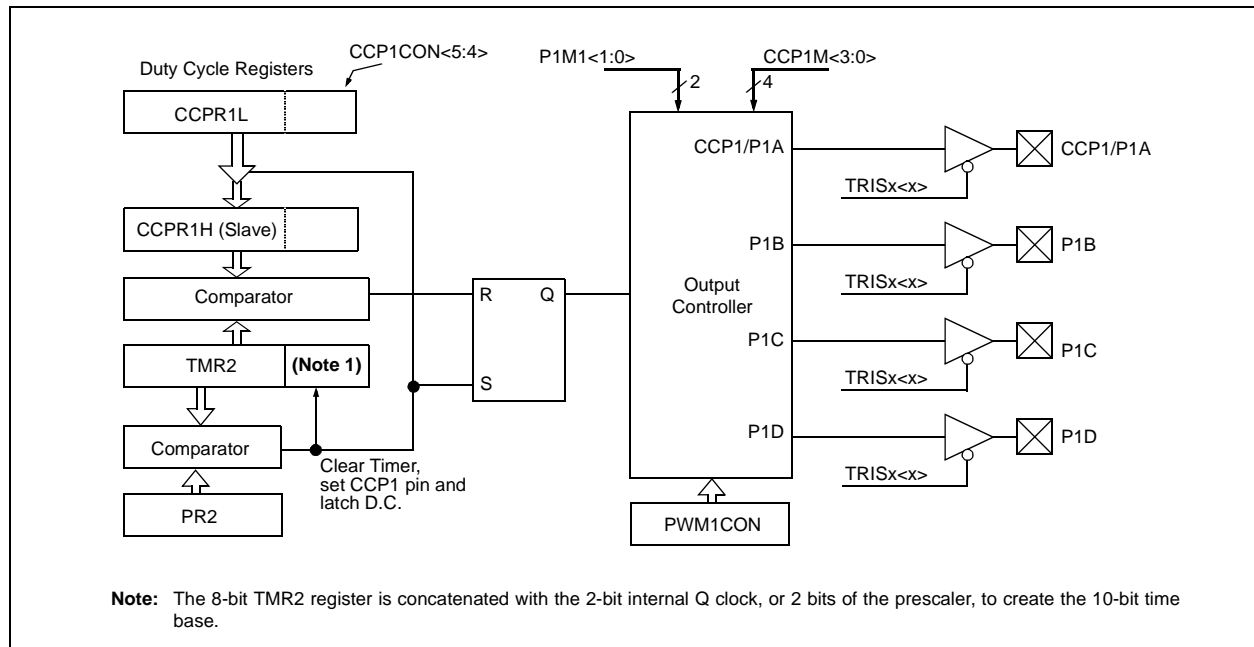 CCP1CON<5:4>
Duty Cycle Registers
CCPR1L
CCPR1H (Slave)
Comparator
TMR2
(Note 1)
Comparator
PR2
Clear Timer,
set CCP1 pin and
latch D.C.
R
Q
S
P1M1<1:0>
2
CCP1M<3:0>
4
Output
Controller
CCP1/P1A
P1B
P1C
P1D
PWM1CON
TRISx<x>
CCP1/P1A
TRISx<x>
P1B
TRISx<x>
P1C
TRISx<x>
P1D
Note: The 8-bit TMR2 register is concatenated with the 2-bit internal Q clock, or 2 bits of the prescaler, to create the 10-bit time
base.